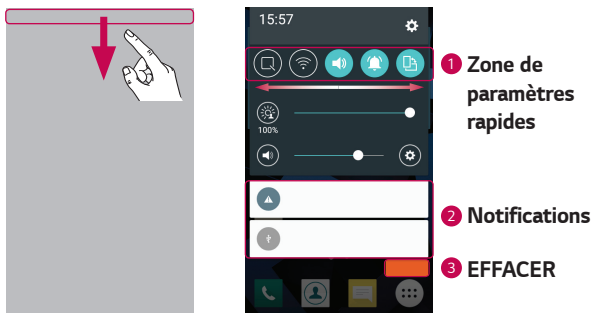 15:57
1 Zone de
paramètres
rapides
100%
2 Notifications
3 EFFACER